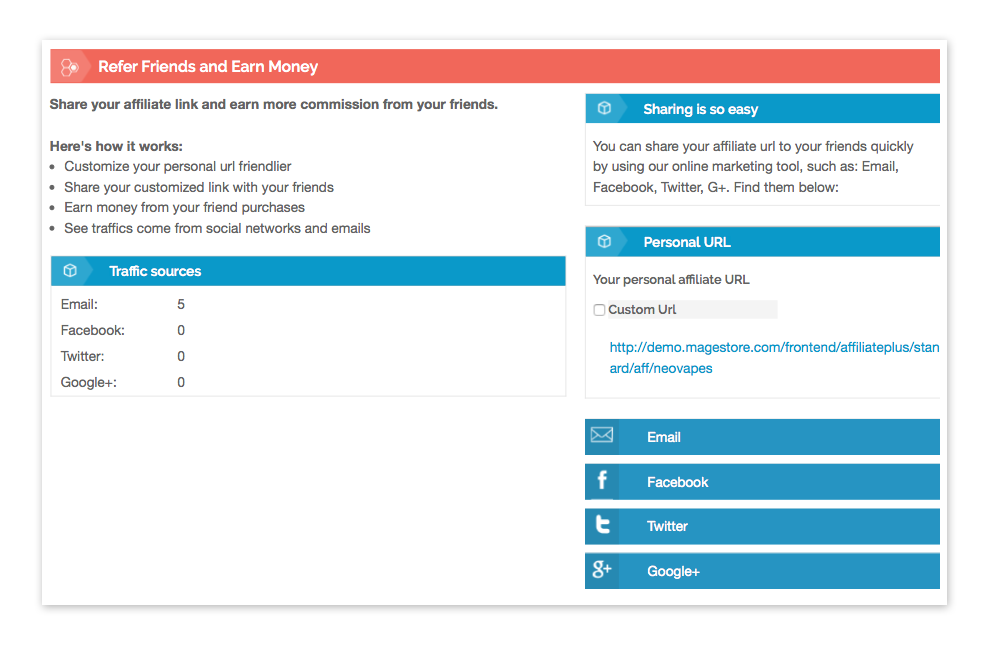 Refer Friends and Earn Money
Share your affiliate link and earn more commission from your friends.
Here's how it works:
Customize your personal url friendlier
Share your customized link with your friends
Earn money from your friend purchases
See traffics come from social networks and emails
Traffic sources
Email: 5
Facebook: 0
Twitter: 0
Google+: 0
Sharing is so easy
You can share your affiliate url to your friends quickly
by using our online marketing tool, such as: Email,
Facebook, Twitter, G+. Find them below:
Personal URL
Your personal affiliate URL
Custom Url
http://demo.magestore.com/frontend/affiliateplus/stan
ard/aff/neovapes
Email
Facebook
Twitter
Google+